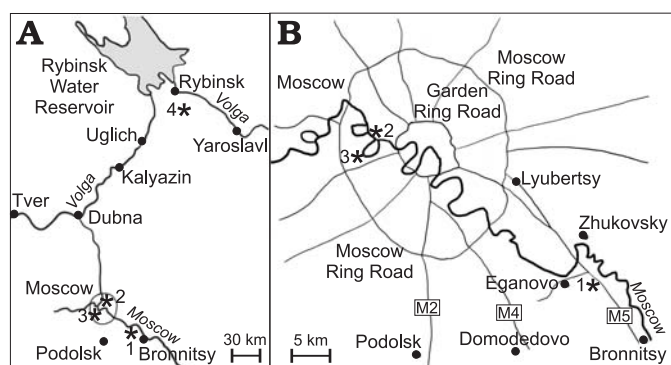 A
Rybinsk
Water
Reservoir
Rybinsk
4*
Volga
Yaroslavl
Uglich
Kalyazin
Volga
Tver
Dubna
Moscow
*2
3*
Moscow
*
1
Podolsk
Bronnitsy
30 km
B
Moscow
Ring Road
Moscow
Garden
Ring Road
*2
3*
Lyubertsy
Zhukovsky
Moscow
Ring Road
Eganovo
1*
Moscow
M2
M4
M5
Podolsk
Domodedovo
Bronnitsy
5 km